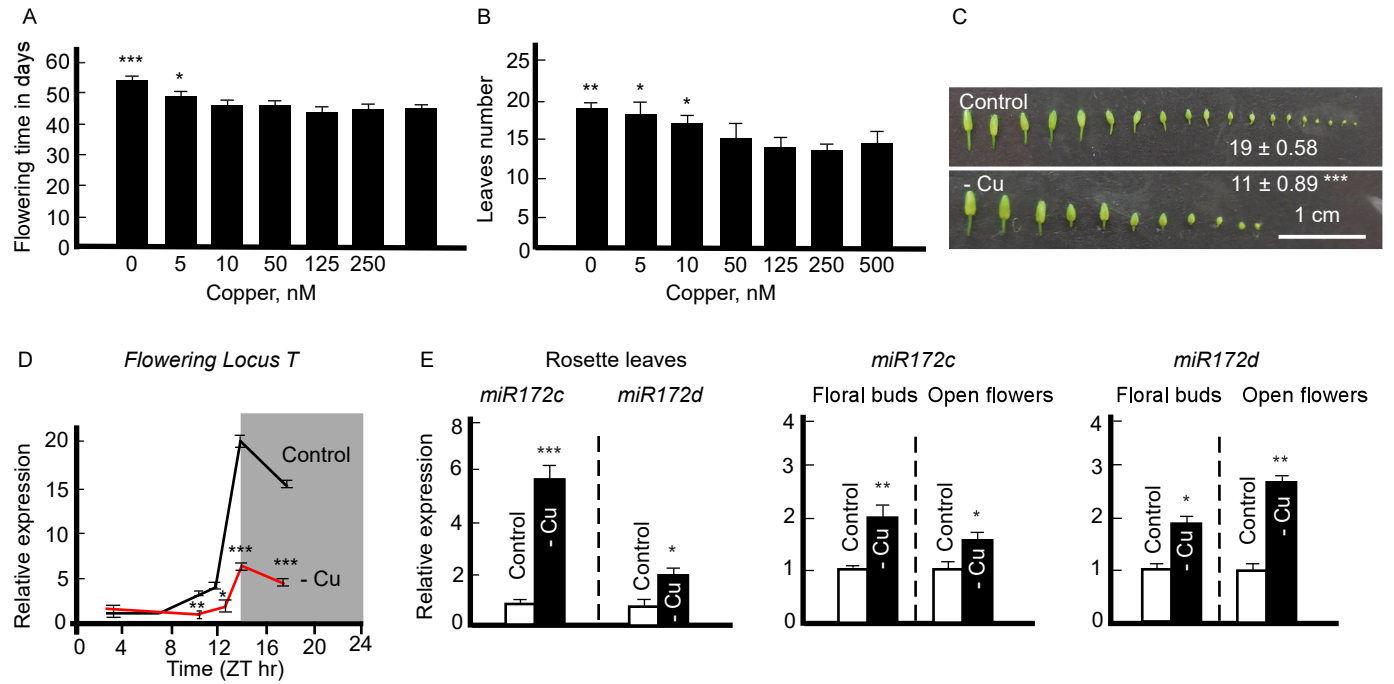 A
Flowering time in days
60
50
40
30
20
10
0
***
*
0 5 10 50 125 250
Copper, nM
B
Leaves number
25
20
15
10
5
0
**
*
*
0 5 10 50 125 250 500
Copper, nM
C
Control
19 ± 0.58
- Cu
11 ± 0.89 ***
1 cm
D
Flowering Locus T
Relative expression
20
15
10
5
0
Control
***
***
- Cu
**
*
0 4 8 12 16 20 24
Time (ZT hr)
E
Rosette leaves
miR172c miR172d
Relative expression
8
6
4
2
0
Control
- Cu
***
Control
- Cu
*
miR172c
Floral buds Open flowers
4
3
2
1
0
Control
- Cu
**
Control
- Cu
*
miR172d
Floral buds Open flowers
4
3
2
1
0
Control
- Cu
*
Control
- Cu
**